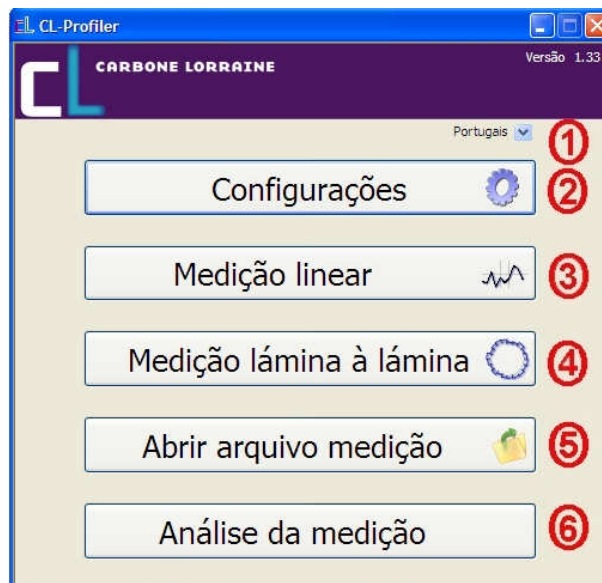 CL-Profiler
CL CARBONE LORRAINE
Versão 1.33
Portugais
1
Configurações
2
Medição linear
3
Medição lámina à lámina
4
Abrir arquivo medição
5
Análise da medição
6